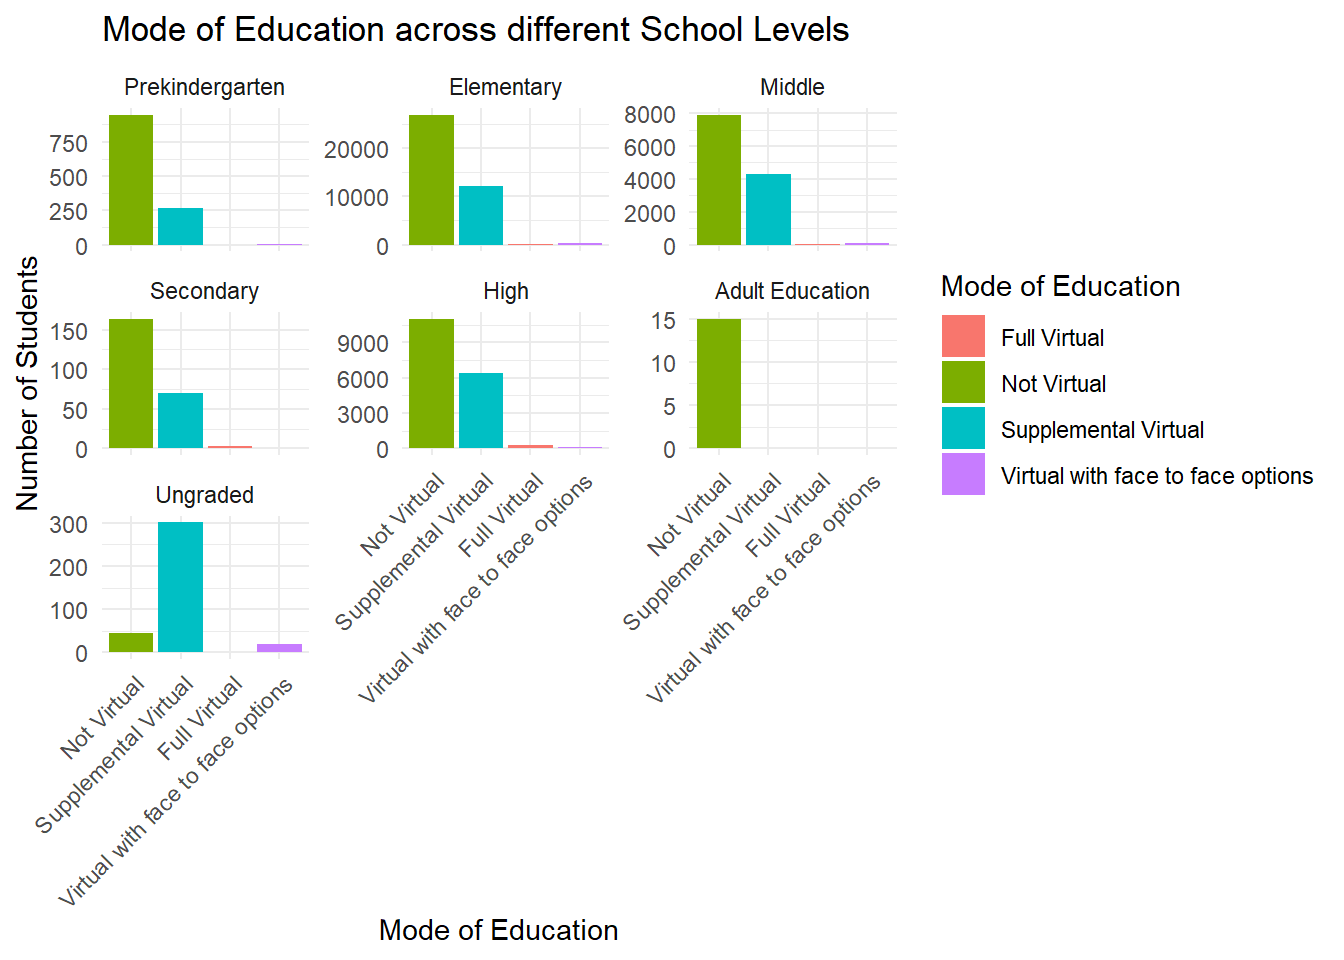 Mode of Education across different School Levels
Prekindergarten
Elementary
Middle
750
500
250
0
20000
10000
0
8000
6000
4000
2000
0
Secondary
High
Adult Education
150
100
50
0
9000
6000
3000
0
15
10
5
0
Ungraded
300
200
100
0
Not Virtual
Supplemental Virtual
Full Virtual
Virtual with face to face options
Not Virtual
Supplemental Virtual
Full Virtual
Virtual with face to face options
Not Virtual
Supplemental Virtual
Full Virtual
Virtual with face to face options
Number of Students
Mode of Education
Mode of Education
Full Virtual
Not Virtual
Supplemental Virtual
Virtual with face to face options